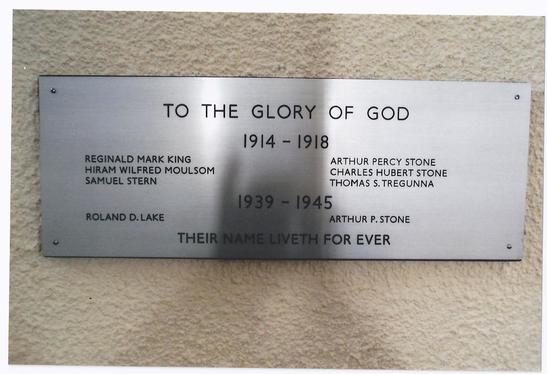 TO THE GLORY OF GOD
1914 – 1918
REGINALD MARK KING
HIRAM WILFRED MOULSOM
SAMUEL STERN
ARTHUR PERCY STONE
CHARLES HUBERT STONE
THOMAS S. TREGUNNA
1939 – 1945
ROLAND D. LAKE
ARTHUR P. STONE
THEIR NAME LIVETH FOR EVER